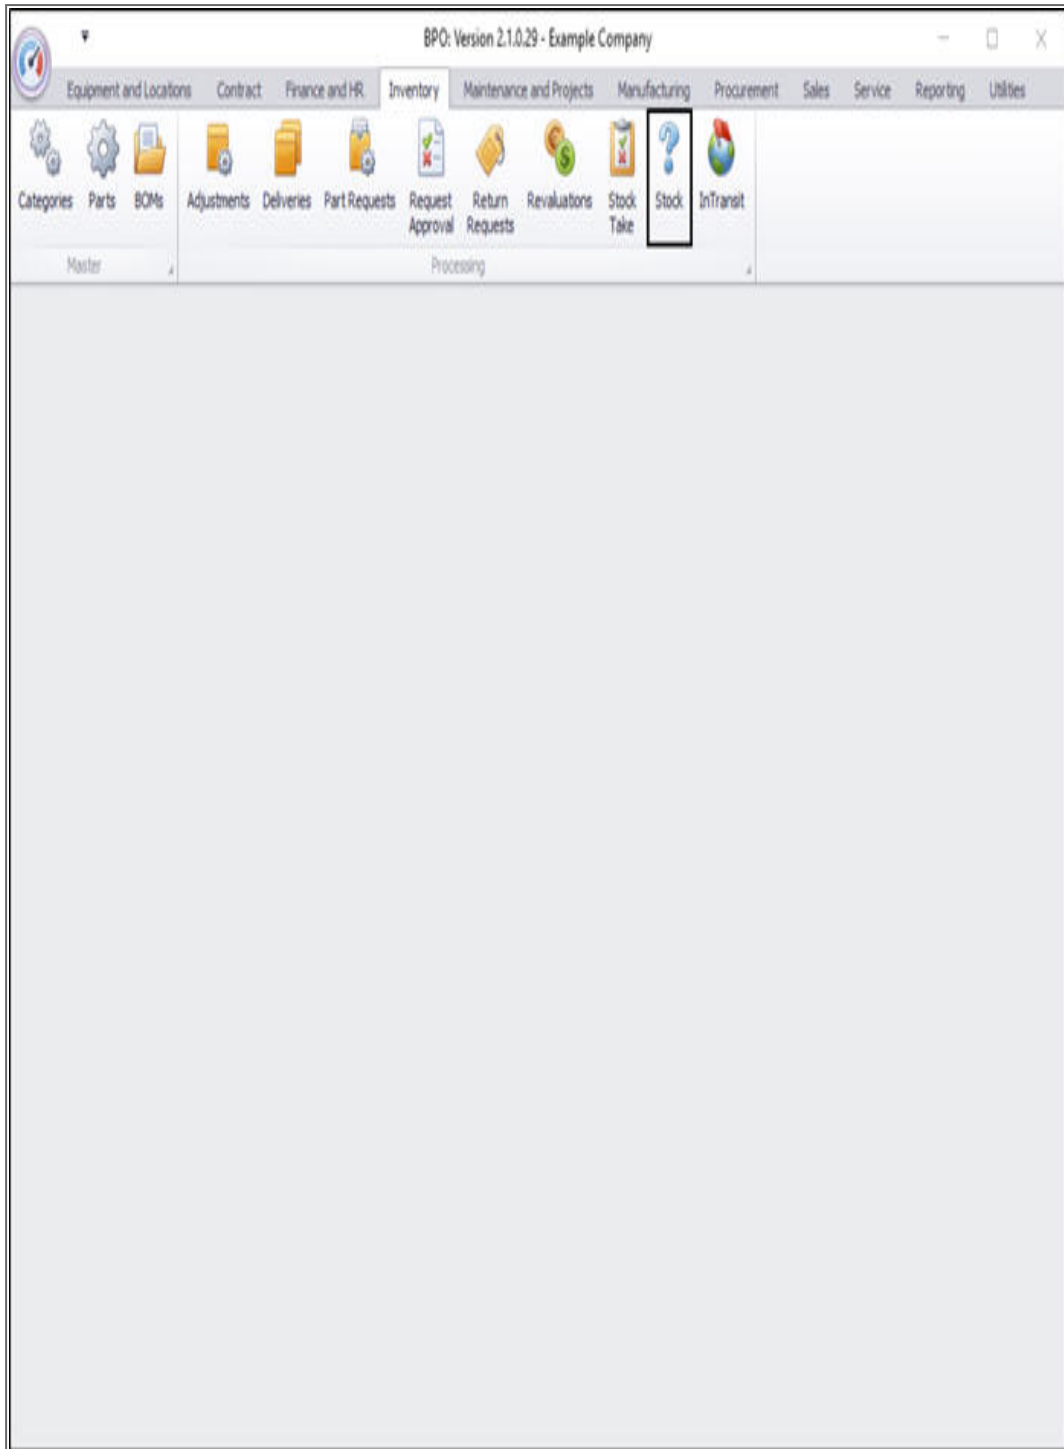 BPO: Version 2.1.0.29 - Example Company
Equipment and Locations Contract Finance and HR Inventory Maintenance and Projects Manufacturing Procurement Sales Service Reporting Utilities
Categories Parts BOMs Adjustments Deliveries Part Requests Request Approval Return Requests Revaluations Stock Take Stock InTransit
Master Processing